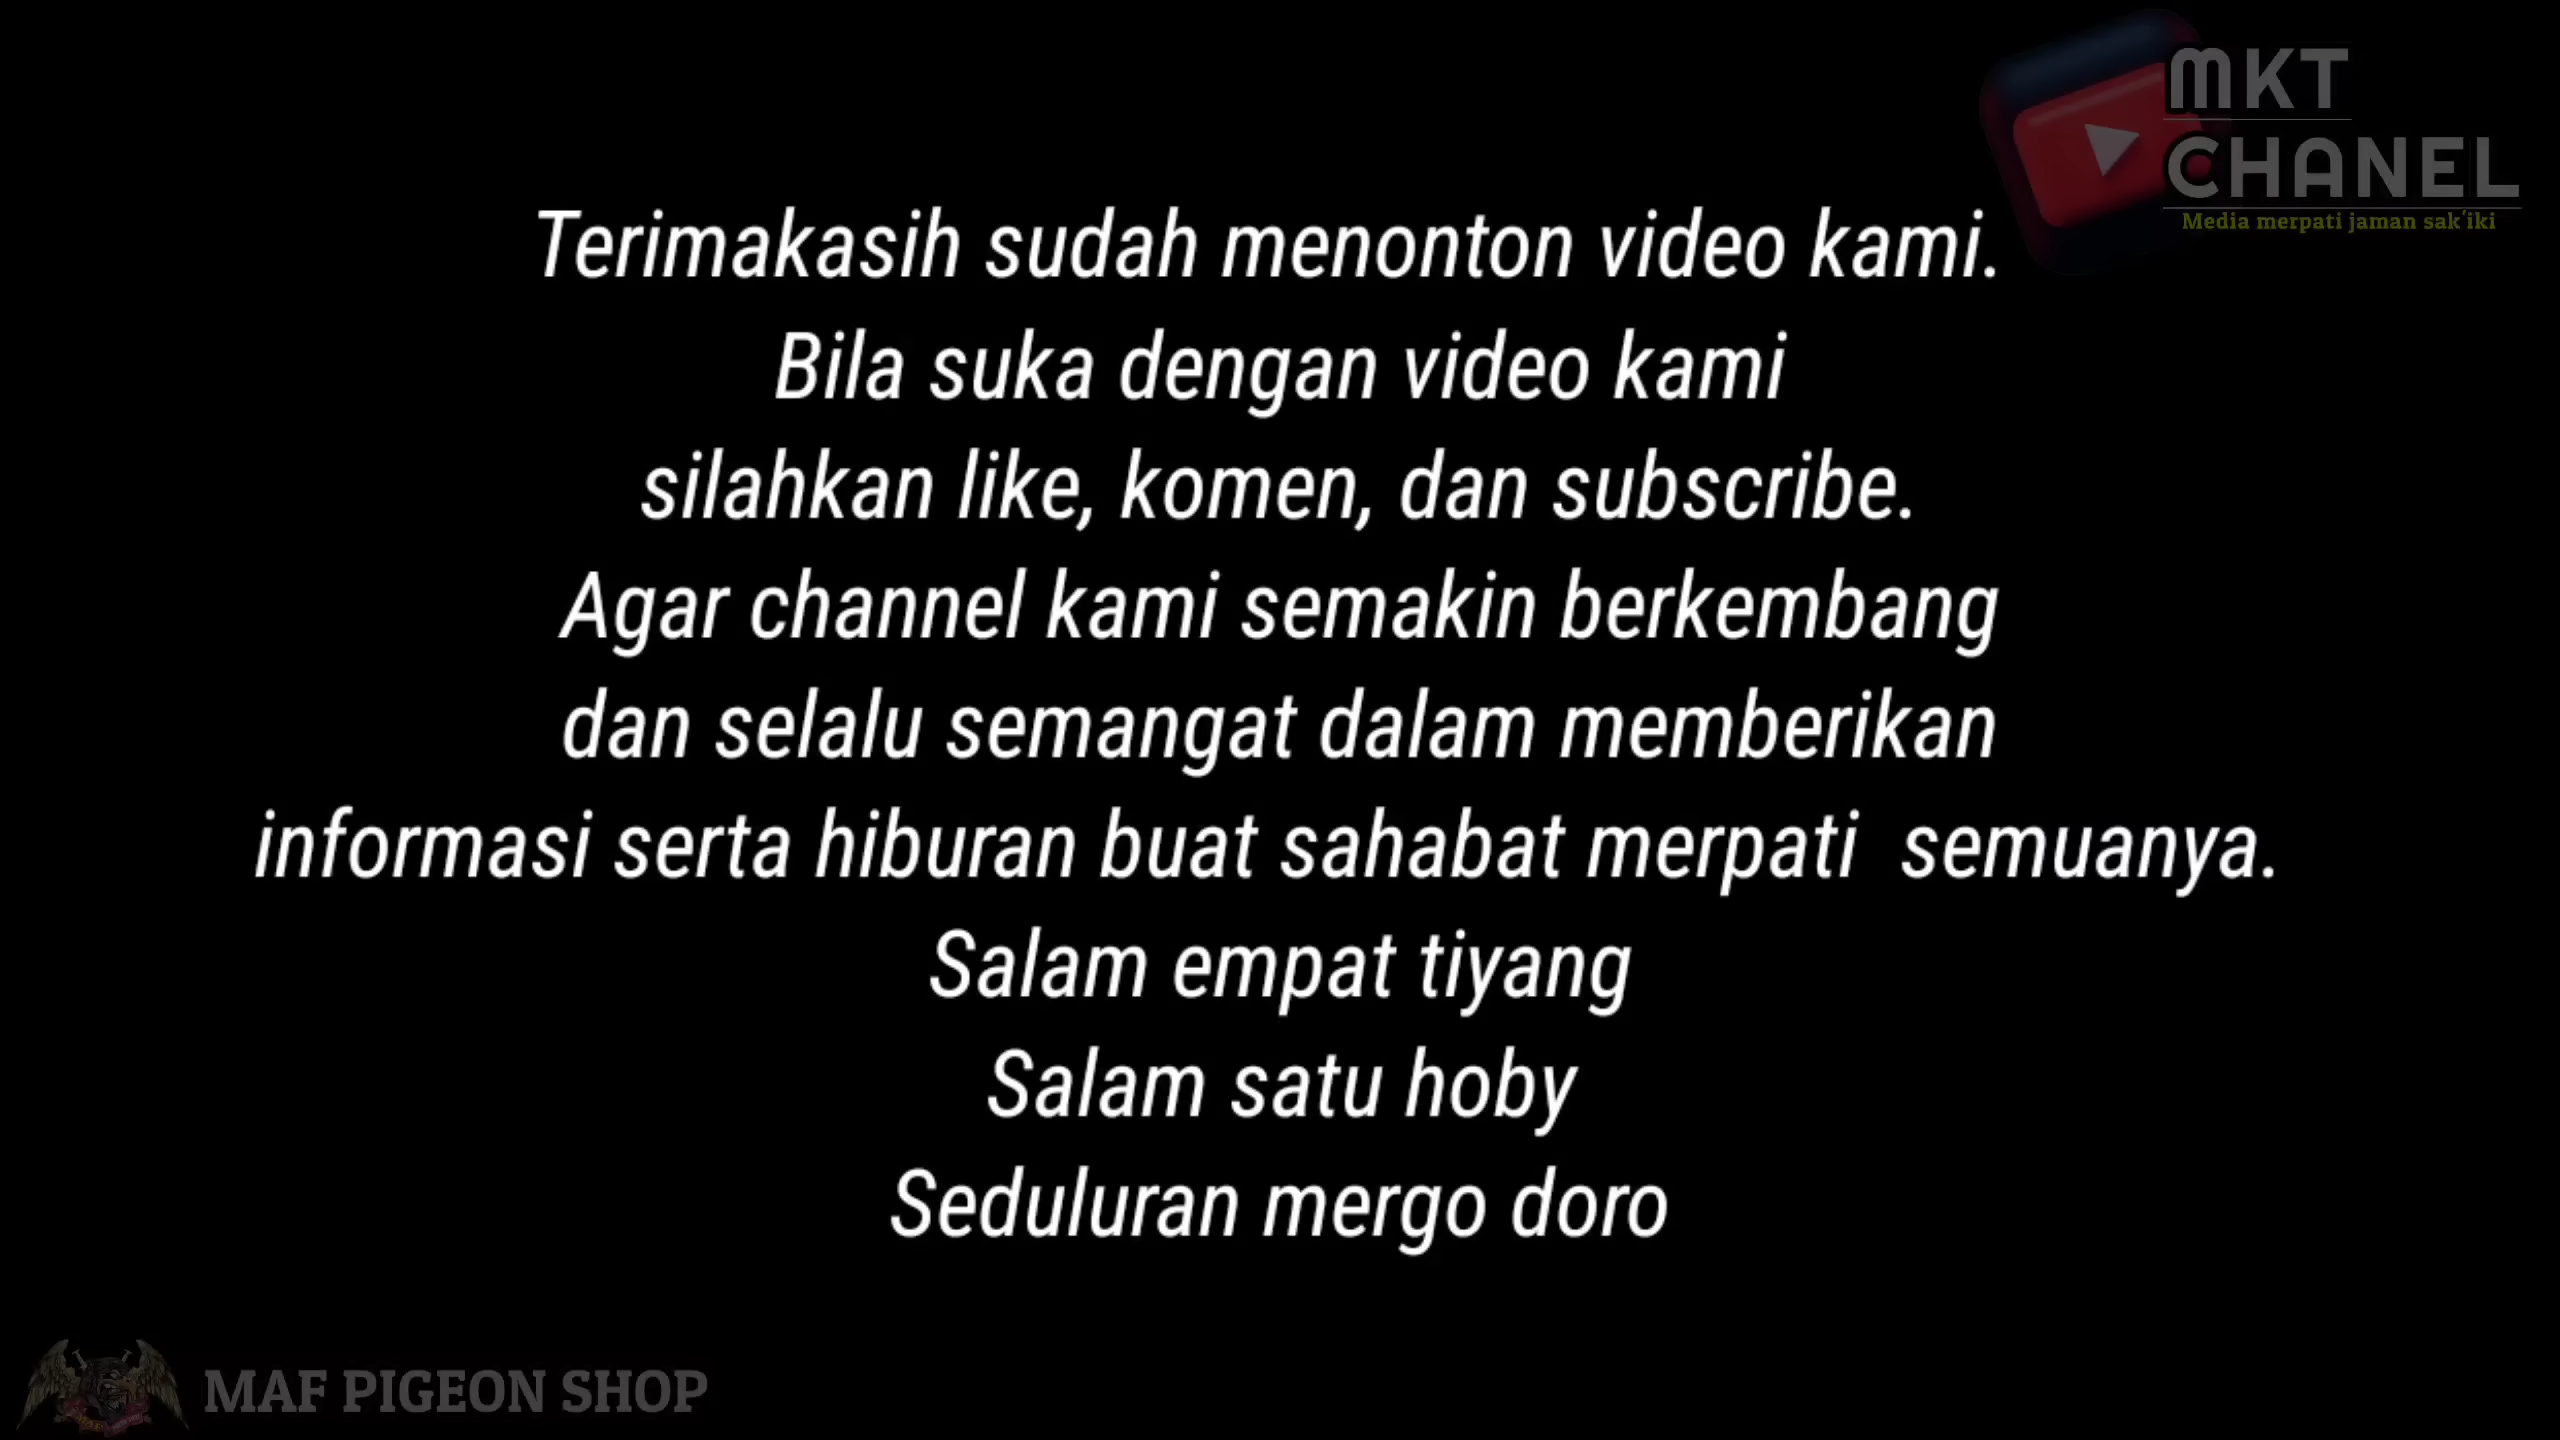 MKT
CHANEL
Media merpati jaman sak'iki
Terimakasih sudah menonton video kami.
Bila suka dengan video kami
silahkan like, komen, dan subscribe.
Agar channel kami semakin berkembang
dan selalu semangat dalam memberikan
informasi serta hiburan buat sahabat merpati  semuanya.
Salam empat tiyang
Salam satu hoby
Seduluran mergo doro
MAF PIGEON SHOP